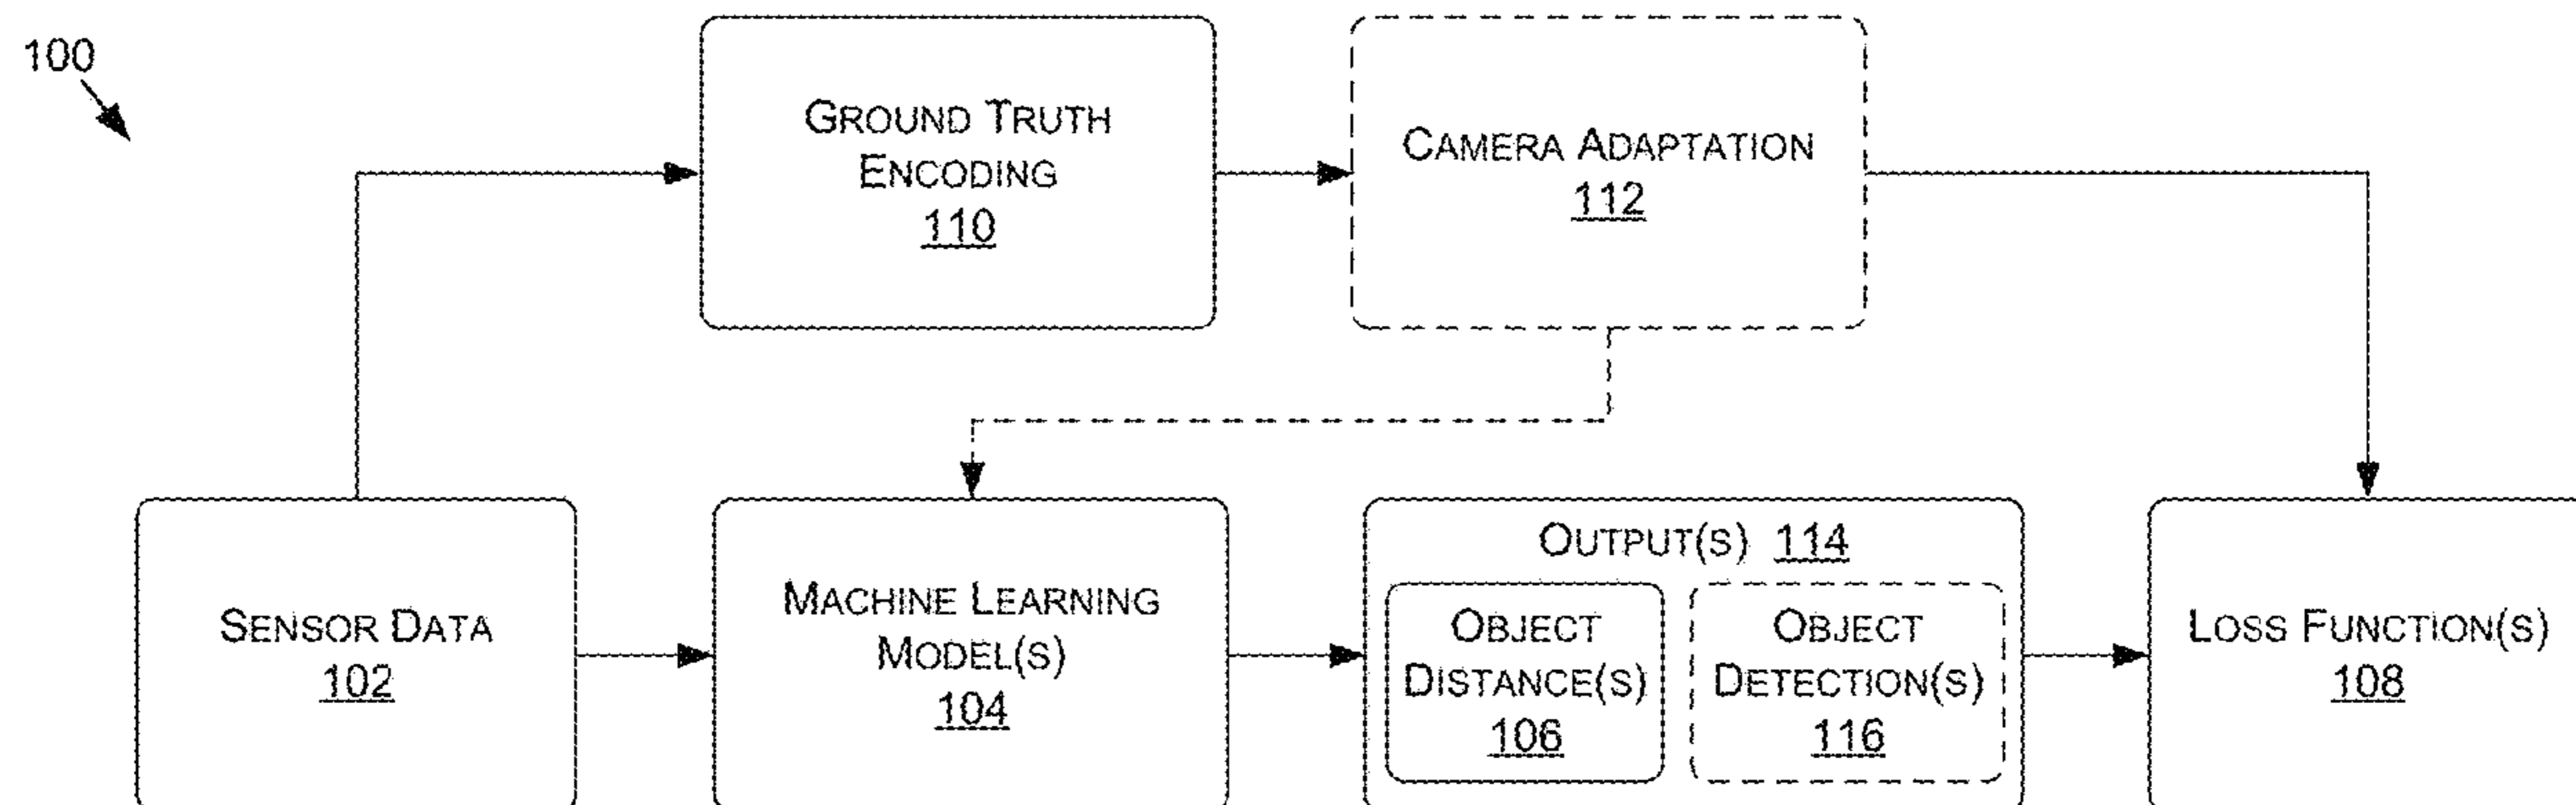 100
GROUND TRUTH
ENCODING
110
CAMERA ADAPTATION
112
SENSOR DATA
102
MACHINE LEARNING
MODEL(S)
104
OUTPUT(S) 114
OBJECT
DISTANCE(S)
106
OBJECT
DETECTION(S)
116
LOSS FUNCTION(S)
108